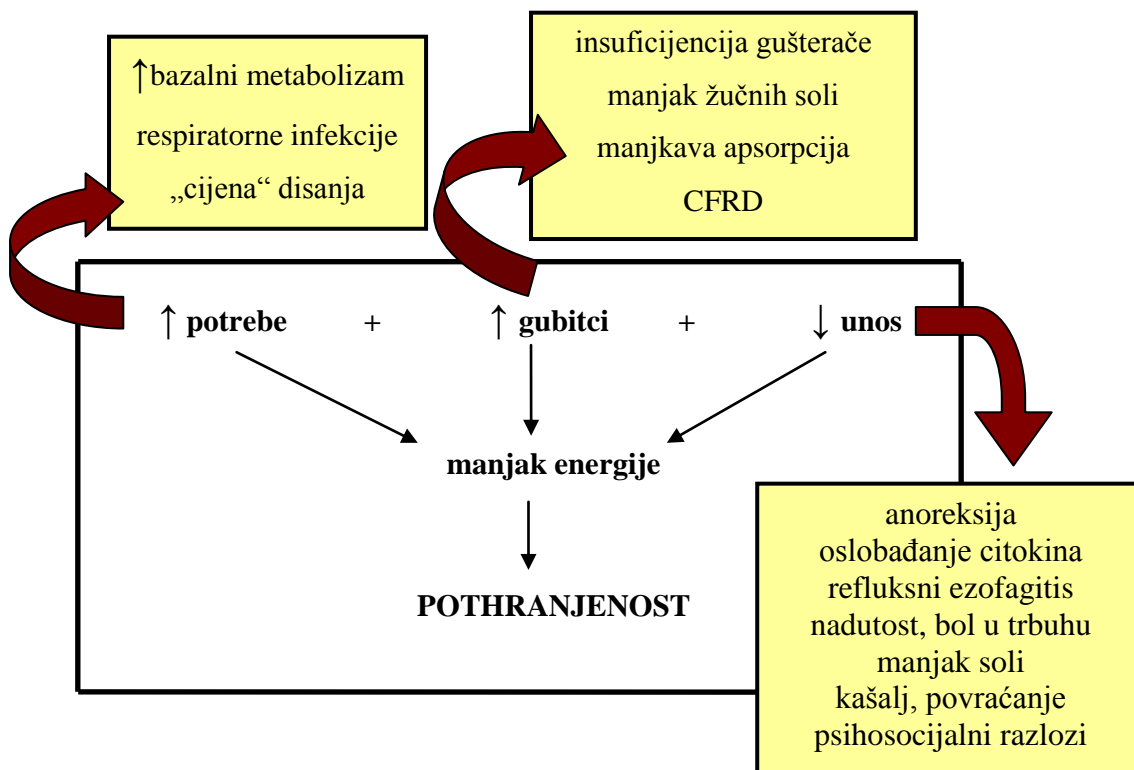 ↑bazalni metabolizam
respiratorne infekcije
„cijena“ disanja
insuficijencija gušterače
manjak žučnih soli
manjkava apsorpcija
CFRD
↑ potrebe + ↑ gubitci + ↓ unos
manjak energije
POTHRANJENOST
anoreksija
oslobađanje citokina
refluksni ezofagitis
nadutost, bol u trbuhu
manjak soli
kašalj, povraćanje
psihosocijalni razlozi